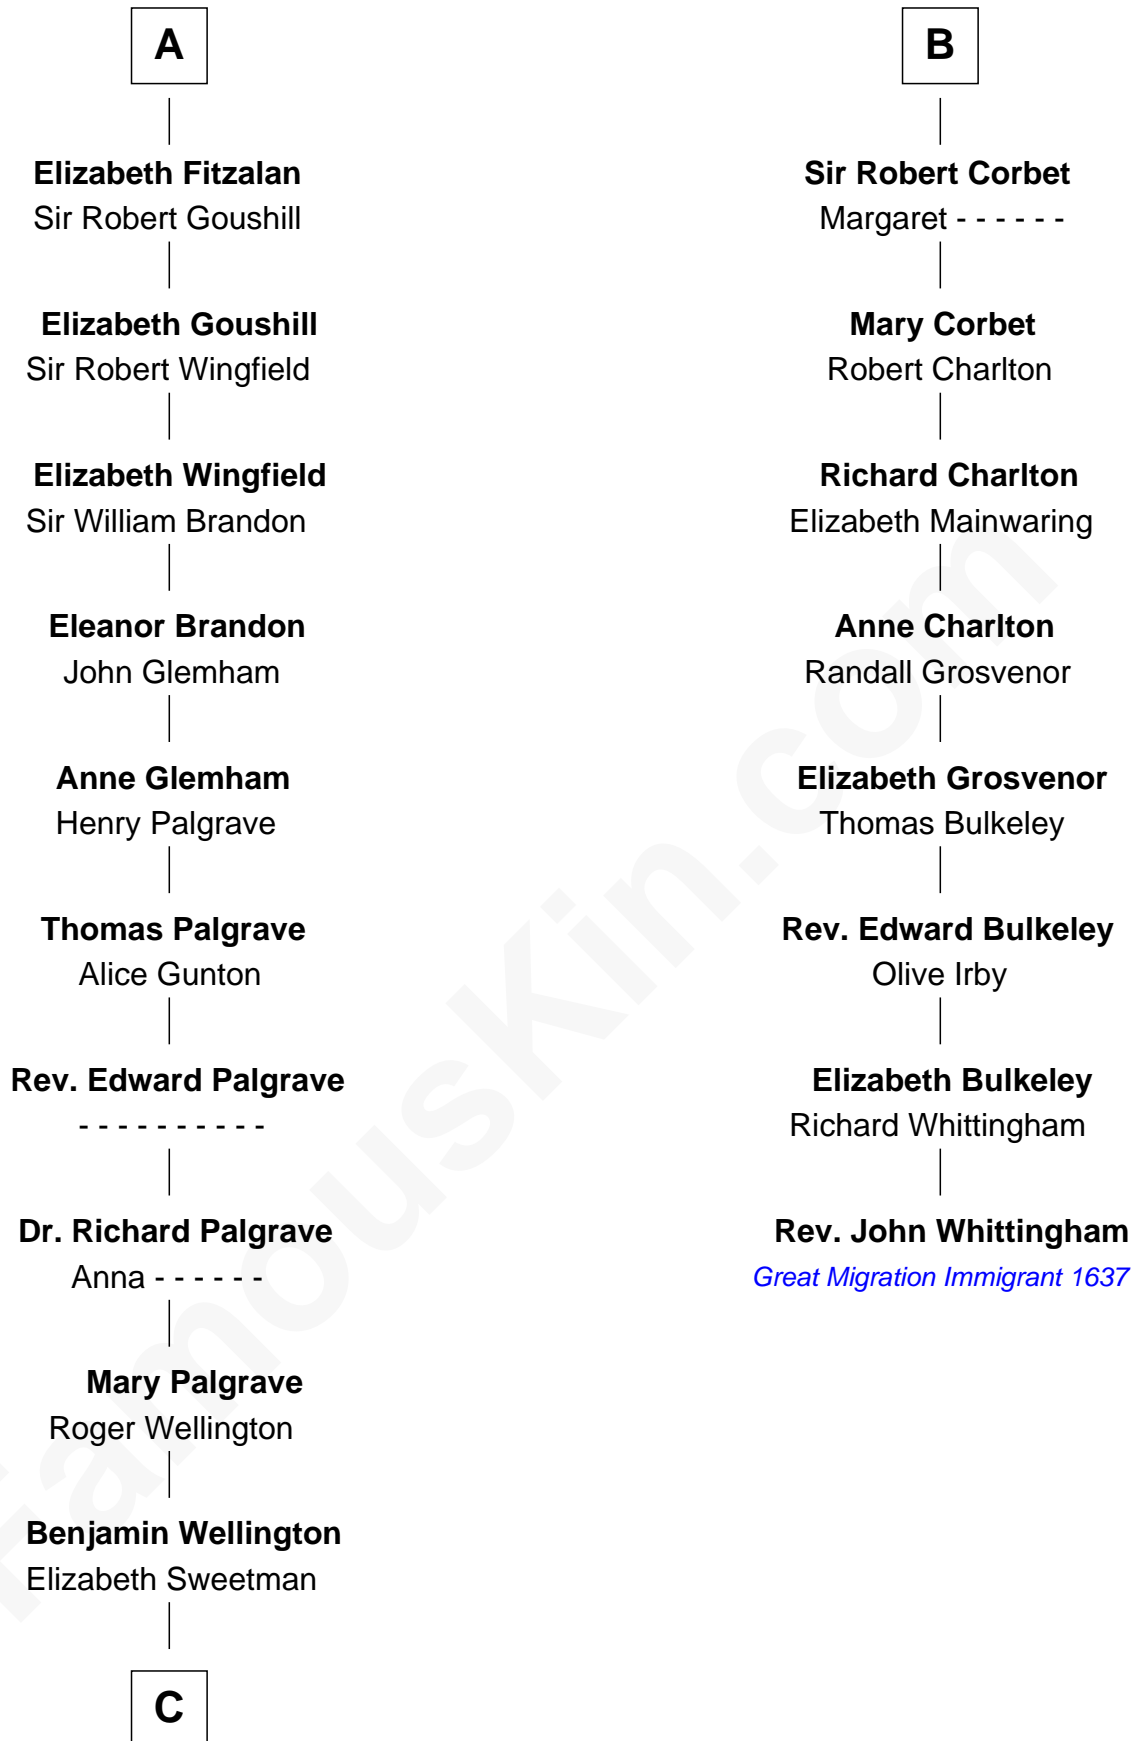 A
Elizabeth Fitzalan
Sir Robert Goushill
Elizabeth Goushill
Sir Robert Wingfield
Elizabeth Wingfield
Sir William Brandon
Eleanor Brandon
John Glemham
Anne Glemham
Henry Palgrave
Thomas Palgrave
Alice Gunton
Rev. Edward Palgrave
- - - - - - - - - -
Dr. Richard Palgrave
Anna - - - - - -
Mary Palgrave
Roger Wellington
Benjamin Wellington
Elizabeth Sweetman
C
B
Sir Robert Corbet
Margaret - - - - - -
Mary Corbet
Robert Charlton
Richard Charlton
Elizabeth Mainwaring
Anne Charlton
Randall Grosvenor
Elizabeth Grosvenor
Thomas Bulkeley
Rev. Edward Bulkeley
Olive Irby
Elizabeth Bulkeley
Richard Whittingham
Rev. John Whittingham
Great Migration Immigrant 1637
FamousKin.com